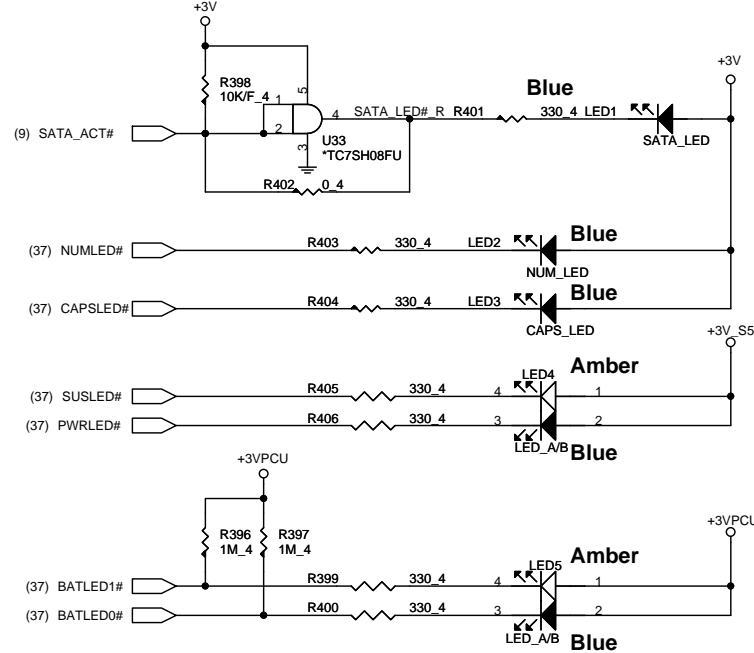 +3V
+3V
R398
10K/F_4
1
2
5
4
3
SATA_LED#_R
R401
Blue
330_4
LED1
SATA_LED
(9) SATA_ACT#
U33
*TC7SH08FU
R402
0_4
(37) NUMLED#
R403
330_4
LED2
Blue
NUM_LED
(37) CAPSLED#
R404
330_4
LED3
Blue
CAPS_LED
+3V_S5
Amber
LED4
(37) SUSLED#
R405
330_4
4
1
(37) PWRLED#
R406
330_4
3
2
LED_A/B
Blue
+3VPCU
+3VPCU
R396
1M_4
R397
1M_4
Amber
LED5
(37) BATLED1#
R399
330_4
4
1
(37) BATLED0#
R400
330_4
3
2
LED_A/B
Blue